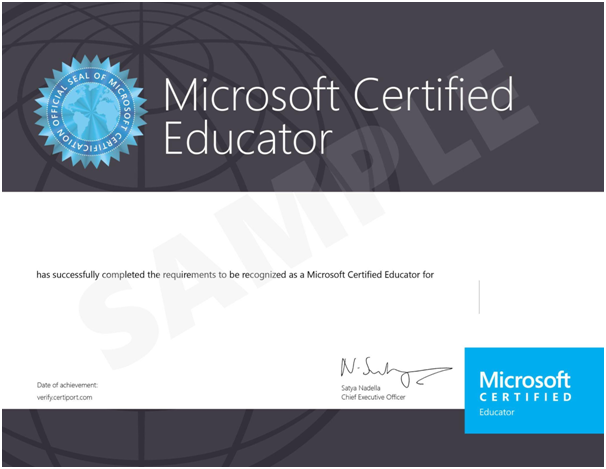 OFFICIAL SEAL OF MICROSOFT CERTIFICATION
Microsoft Certified
Educator
SAMPLE
has successfully completed the requirements to be recognized as a Microsoft Certified Educator for
N. Satya
Date of achievement:
verify.certiport.com
Satya Nadella
Chief Executive Officer
Microsoft
CERTIFIED
Educator